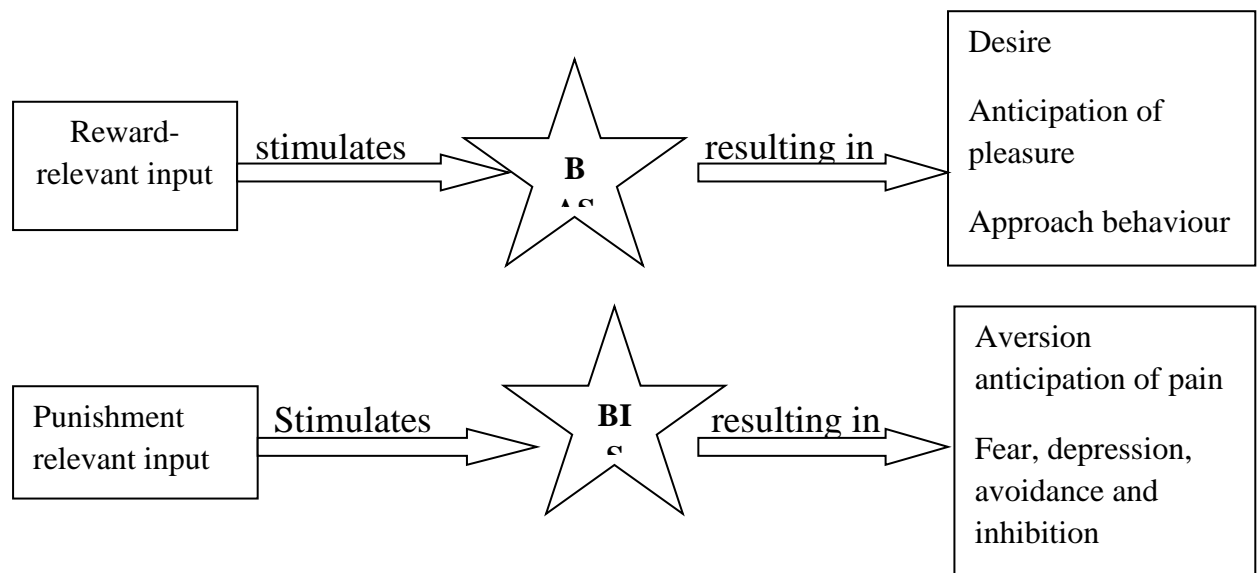 Reward-
relevant input
stimulates
B
AS
resulting in
Desire
Anticipation of
pleasure
Approach behaviour
Punishment
relevant input
Stimulates
BI
S
resulting in
Aversion
anticipation of pain
Fear, depression,
avoidance and
inhibition